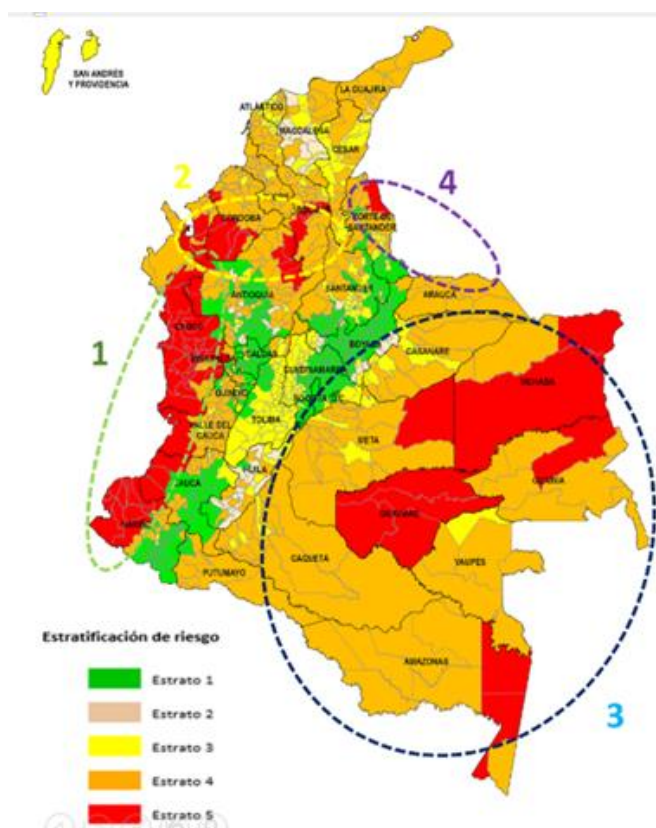 SAN ANDRÉS
Y PROVIDENCIA
LA GUAJIRA
ATLÁNTICO
MAGDALENA
CESAR
2
4
CÓRDOBA
NORTE DE
SANTANDER
ANTIOQUIA
SANTANDER
ARAUCA
1
CHOCÓ
BOYACÁ
CASANARE
CALDAS
CUNDINAMARCA
VICHADA
QUINDÍO
BOGOTÁ D.C.
TOLIMA
VALLE DEL
CAUCA
META
GUAINÍA
HUILA
CAUCA
GUAVIARE
NARIÑO
CAQUETÁ
VAUPÉS
PUTUMAYO
AMAZONAS
3
Estratificación de riesgo
Estrato 1
Estrato 2
Estrato 3
Estrato 4
Estrato 5